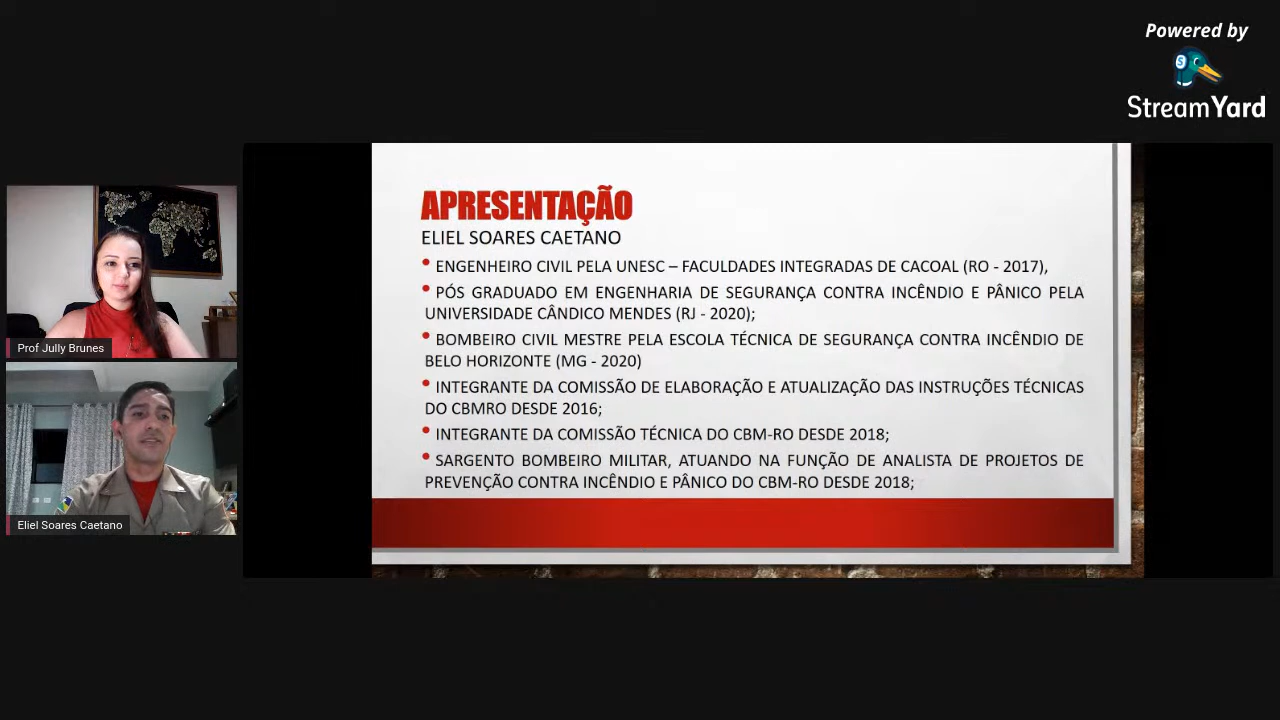 Powered by
StreamYard
APRESENTAÇÃO
ELIEL SOARES CAETANO
• ENGENHEIRO CIVIL PELA UNESC – FACULDADES INTEGRADAS DE CACOAL (RO - 2017),
• PÓS GRADUADO EM ENGENHARIA DE SEGURANÇA CONTRA INCÊNDIO E PÂNICO PELA
UNIVERSIDADE CÂNDICO MENDES (RJ - 2020);
• BOMBEIRO CIVIL MESTRE PELA ESCOLA TÉCNICA DE SEGURANÇA CONTRA INCÊNDIO DE
BELO HORIZONTE (MG - 2020)
• INTEGRANTE DA COMISSÃO DE ELABORAÇÃO E ATUALIZAÇÃO DAS INSTRUÇÕES TÉCNICAS
DO CBMRO DESDE 2016;
• INTEGRANTE DA COMISSÃO TÉCNICA DO CBM-RO DESDE 2018;
• SARGENTO BOMBEIRO MILITAR, ATUANDO NA FUNÇÃO DE ANALISTA DE PROJETOS DE
PREVENÇÃO CONTRA INCÊNDIO E PÂNICO DO CBM-RO DESDE 2018;
Prof Jully Brunes
Eliel Soares Caetano